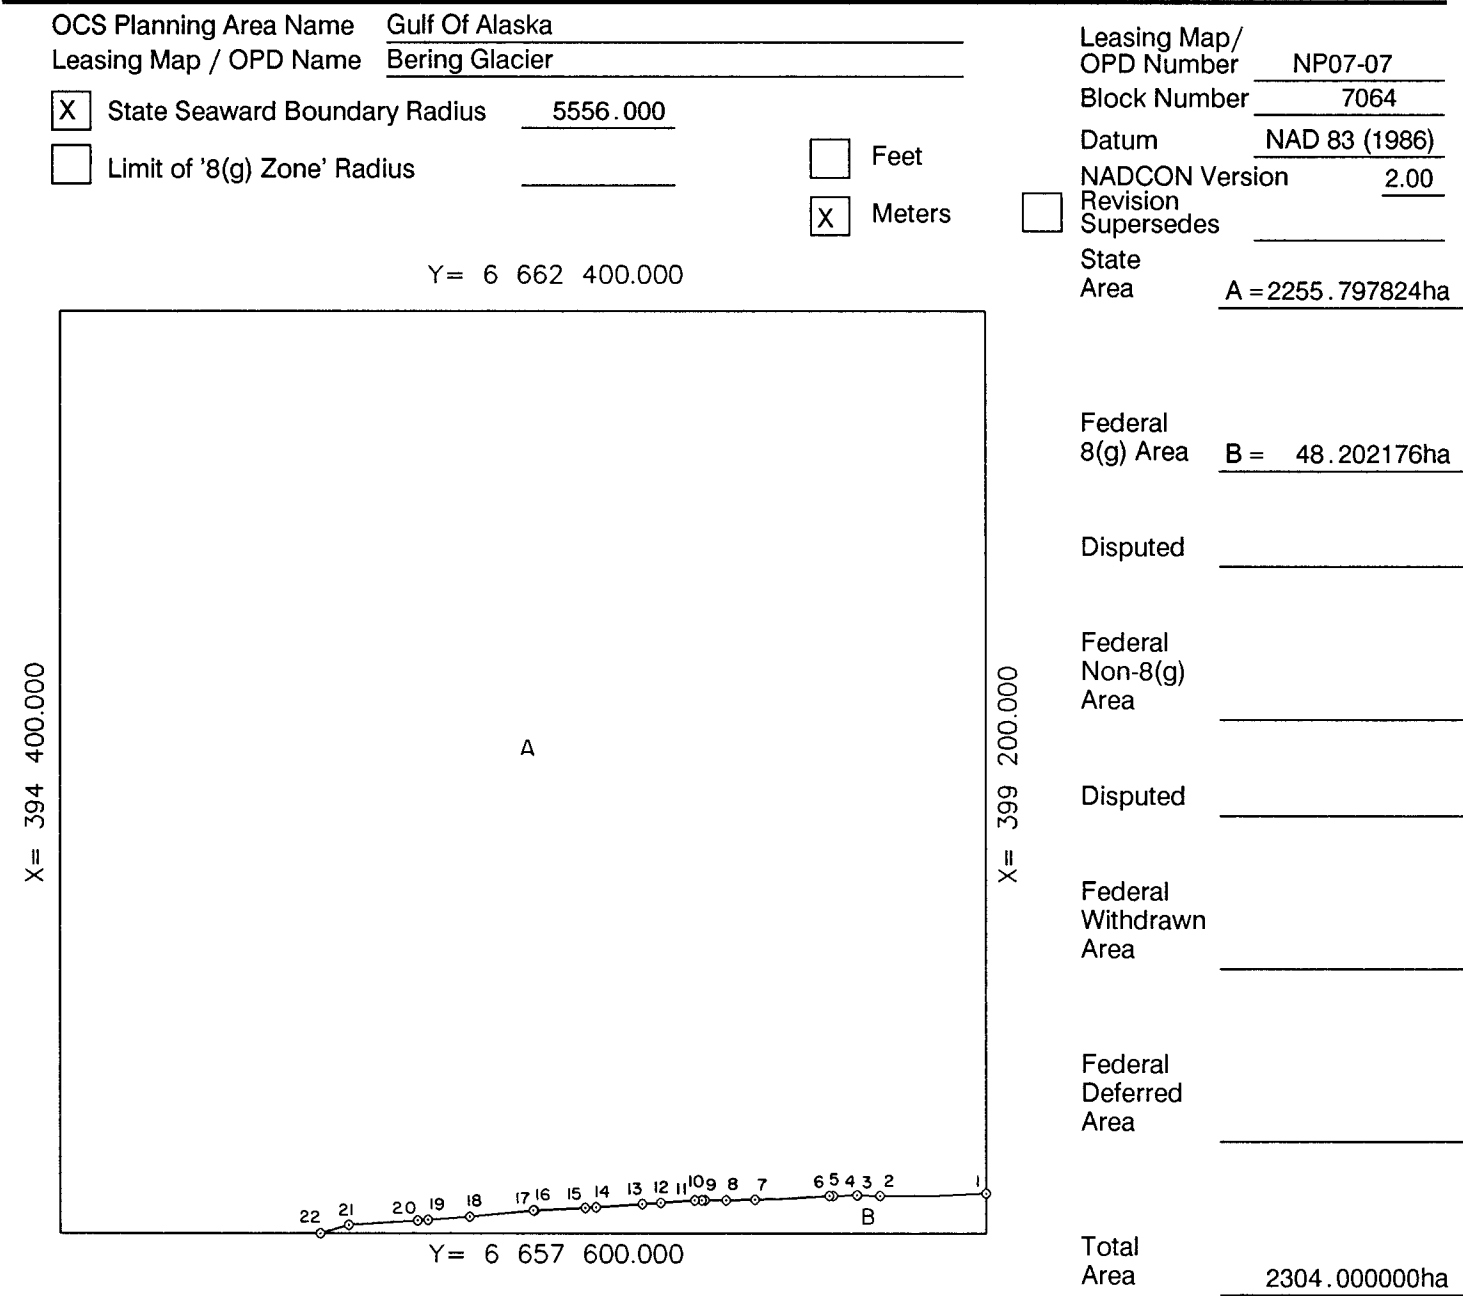 OCS Planning Area Name Gulf Of Alaska
Leasing Map / OPD Name Bering Glacier
X State Seaward Boundary Radius 5556.000
Limit of '8(g) Zone' Radius
Feet
X Meters
Leasing Map/
OPD Number NP07-07
Block Number 7064
Datum NAD 83 (1986)
NADCON Version 2.00
Revision
Supersedes
State
Area A =2255.797824ha
Federal
8(g) Area B = 48.202176ha
Disputed
Federal
Non-8(g)
Area
Disputed
Federal
Withdrawn
Area
Federal
Deferred
Area
Total
Area 2304.000000ha
Y= 6 662 400.000
X= 394 400.000
A
X= 399 200.000
22 21 20 19 18 17 16 15 14 13 12 11 10 9 8 7 6 5 4 3 2 1
B
Y= 6 657 600.000